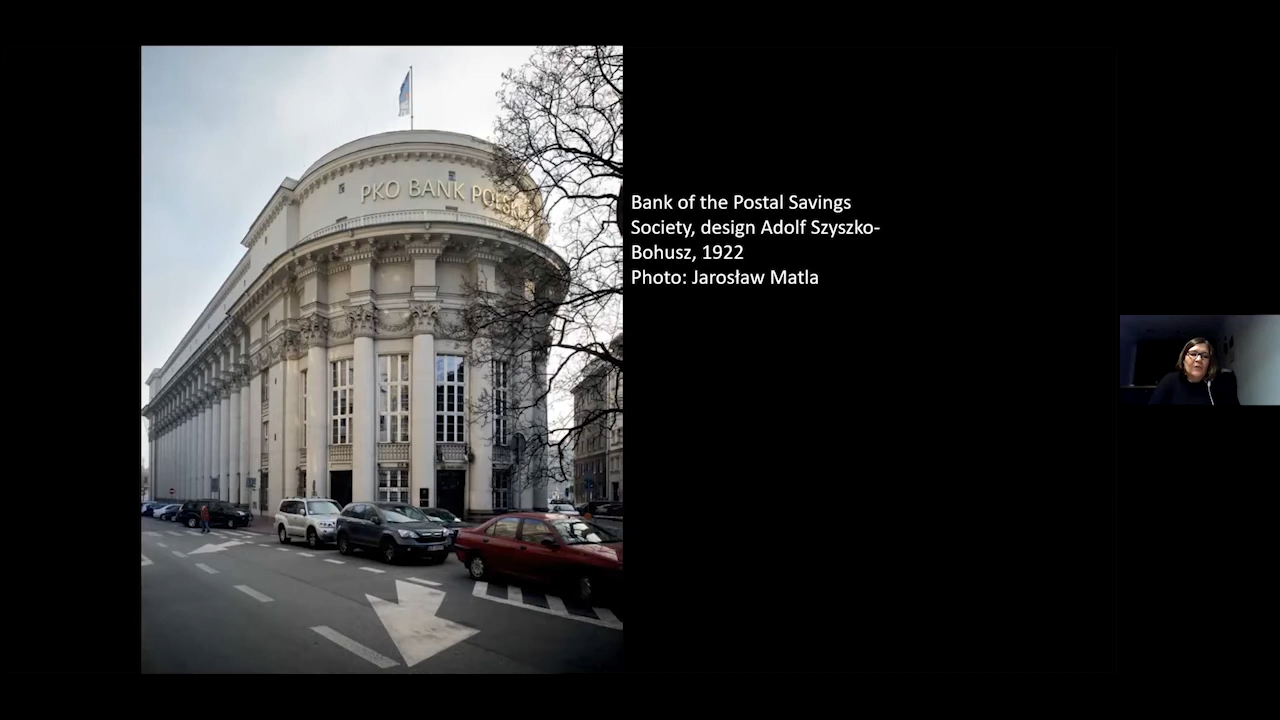 PKO BANK POLSKI
Bank of the Postal Savings
Society, design Adolf Szyszko-
Bohusz, 1922
Photo: Jarosław Matla